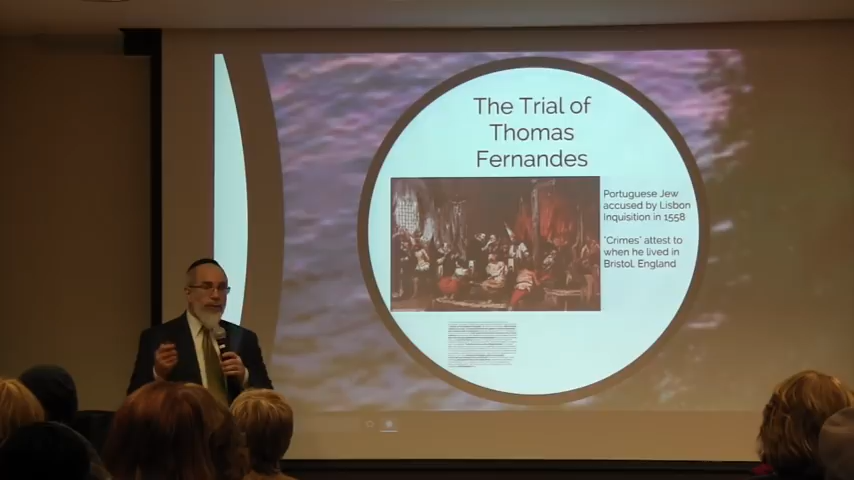 The Trial of
Thomas
Fernandes
Portuguese Jew
accused by Lisbon
Inquisition in 1558
"Crimes" attest to
when he lived in
Bristol, England